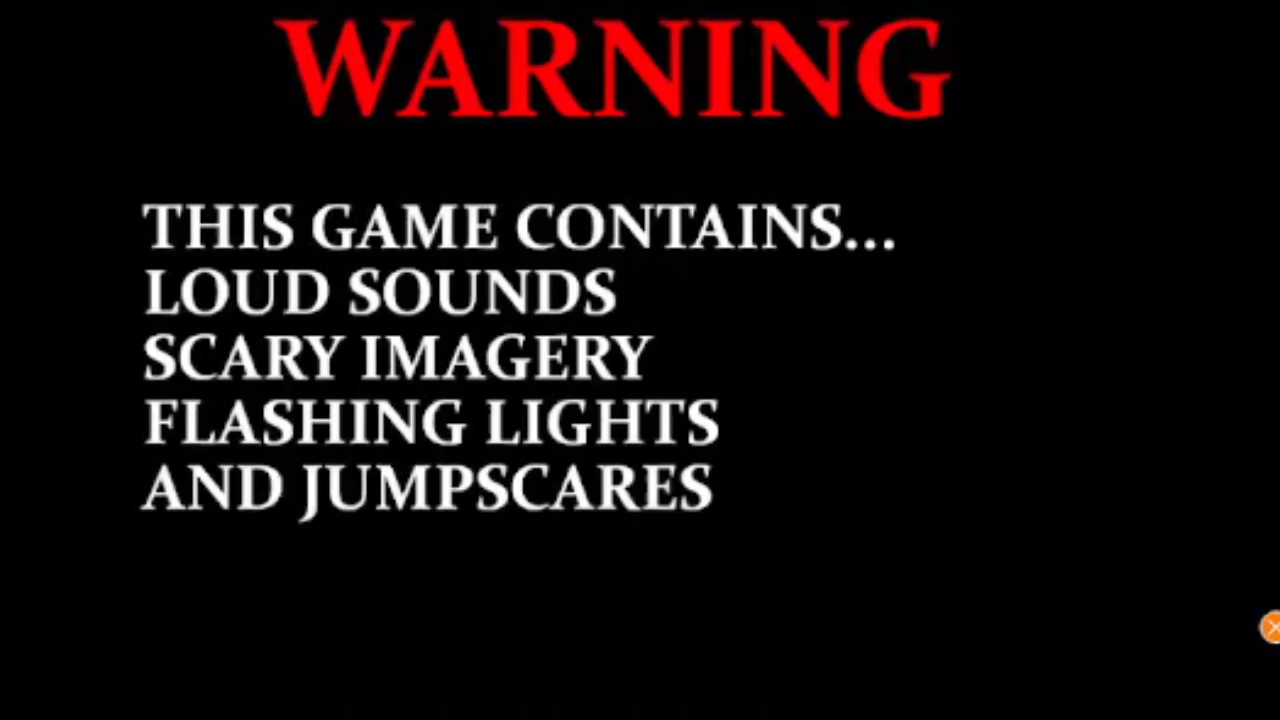 WARNING
THIS GAME CONTAINS...
LOUD SOUNDS
SCARY IMAGERY
FLASHING LIGHTS
AND JUMPSCARES